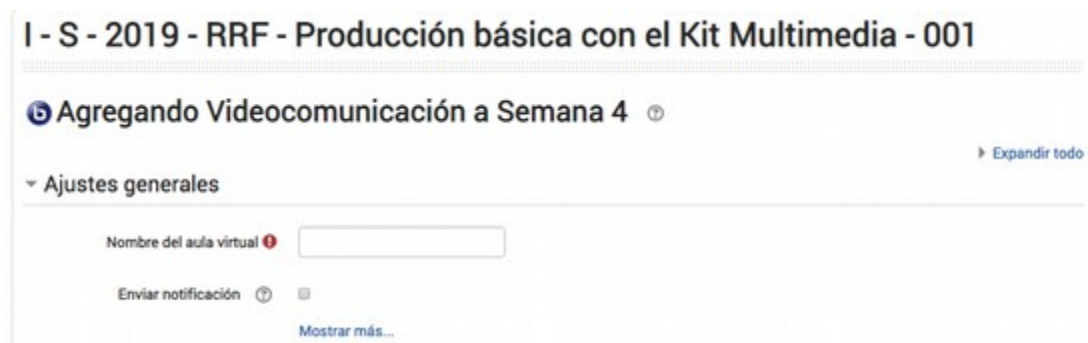 I - S - 2019 - RRF - Producción básica con el Kit Multimedia - 001
Agregando Videocomunicación a Semana 4
Expandir todo
Ajustes generales
Nombre del aula virtual
Enviar notificación
Mostrar más...